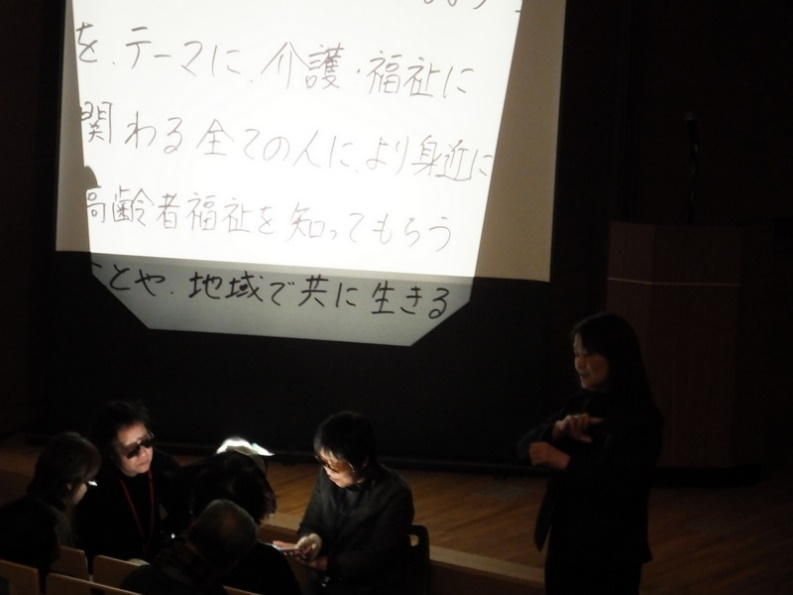 を、テーマに、介護・福祉に
関わる全ての人に、より身近に
高齢者福祉を知ってもらう
ことや、地域で共に生きる